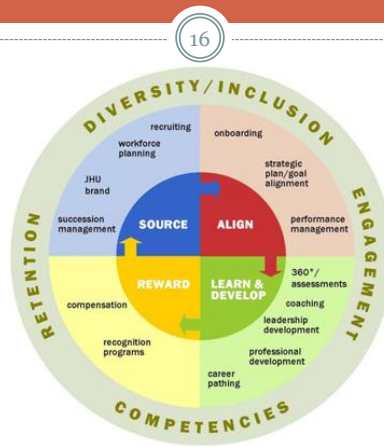 16
DIVERSITY/INCLUSION
ENGAGEMENT
COMPETENCIES
RETENTION
recruiting
workforce
planning
JHU
brand
succession
management
SOURCE
onboarding
strategic
plan/goal
alignment
performance
management
ALIGN
REWARD
compensation
recognition
programs
LEARN &
DEVELOP
360°/
assessments
coaching
leadership
development
professional
development
career
pathing